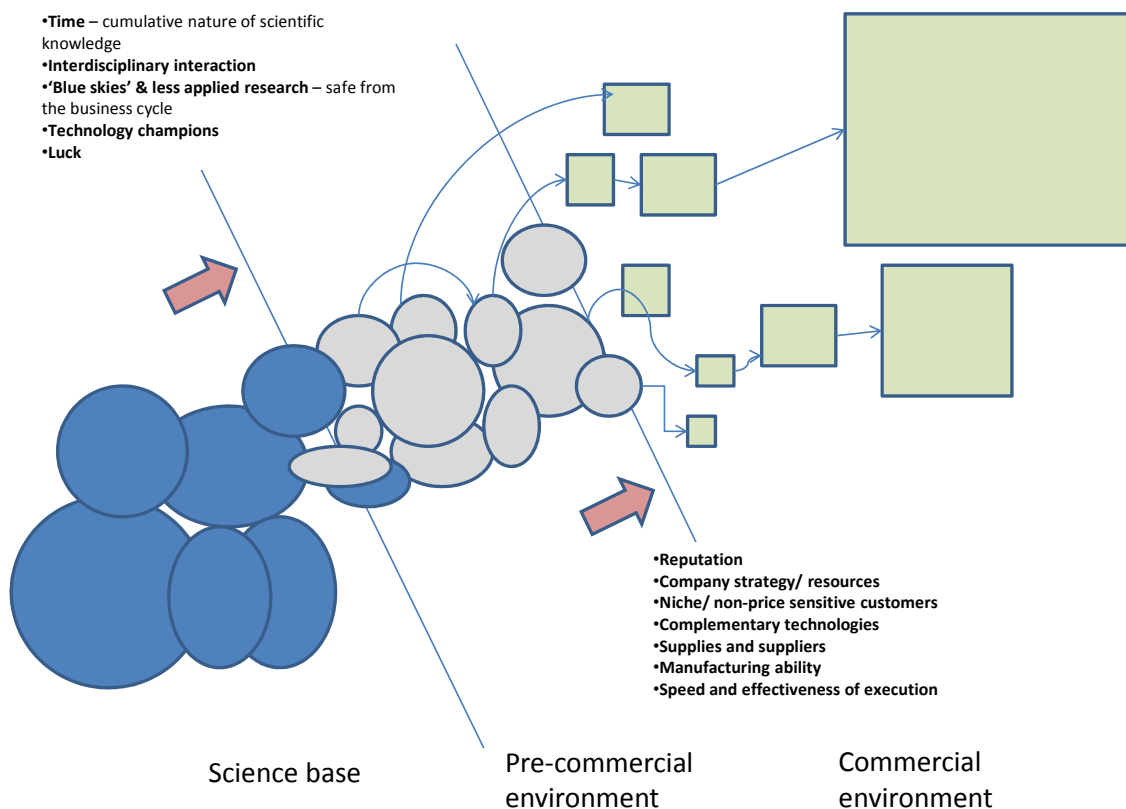 •Time – cumulative nature of scientific
knowledge
•Interdisciplinary interaction
•‘Blue skies’ & less applied research – safe from
the business cycle
•Technology champions
•Luck
•Reputation
•Company strategy/ resources
•Niche/ non-price sensitive customers
•Complementary technologies
•Supplies and suppliers
•Manufacturing ability
•Speed and effectiveness of execution
Science base
Pre-commercial
environment
Commercial
environment